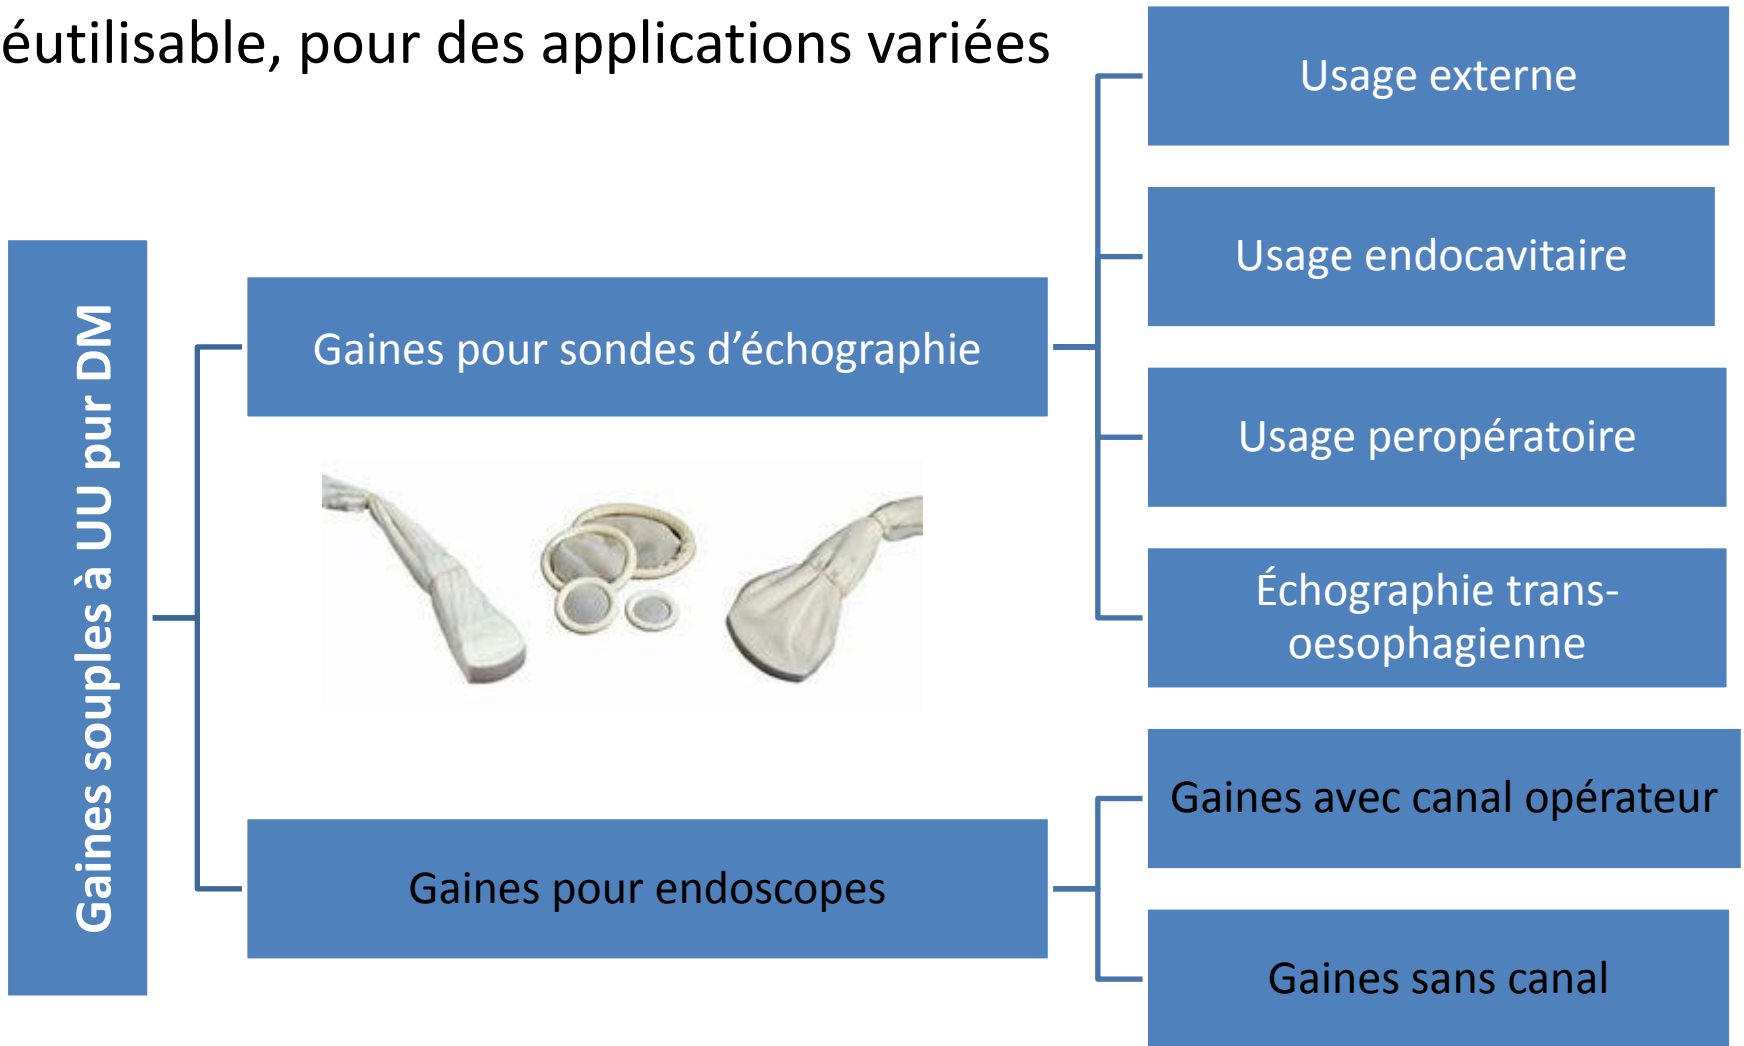 éutilisable, pour des applications variées
Gaines souples à UU pur DM
Gaines pour sondes d’échographie
Usage externe
Usage endocavitaire
Usage peropératoire
Échographie trans-
oesophagienne
Gaines pour endoscopes
Gaines avec canal opérateur
Gaines sans canal